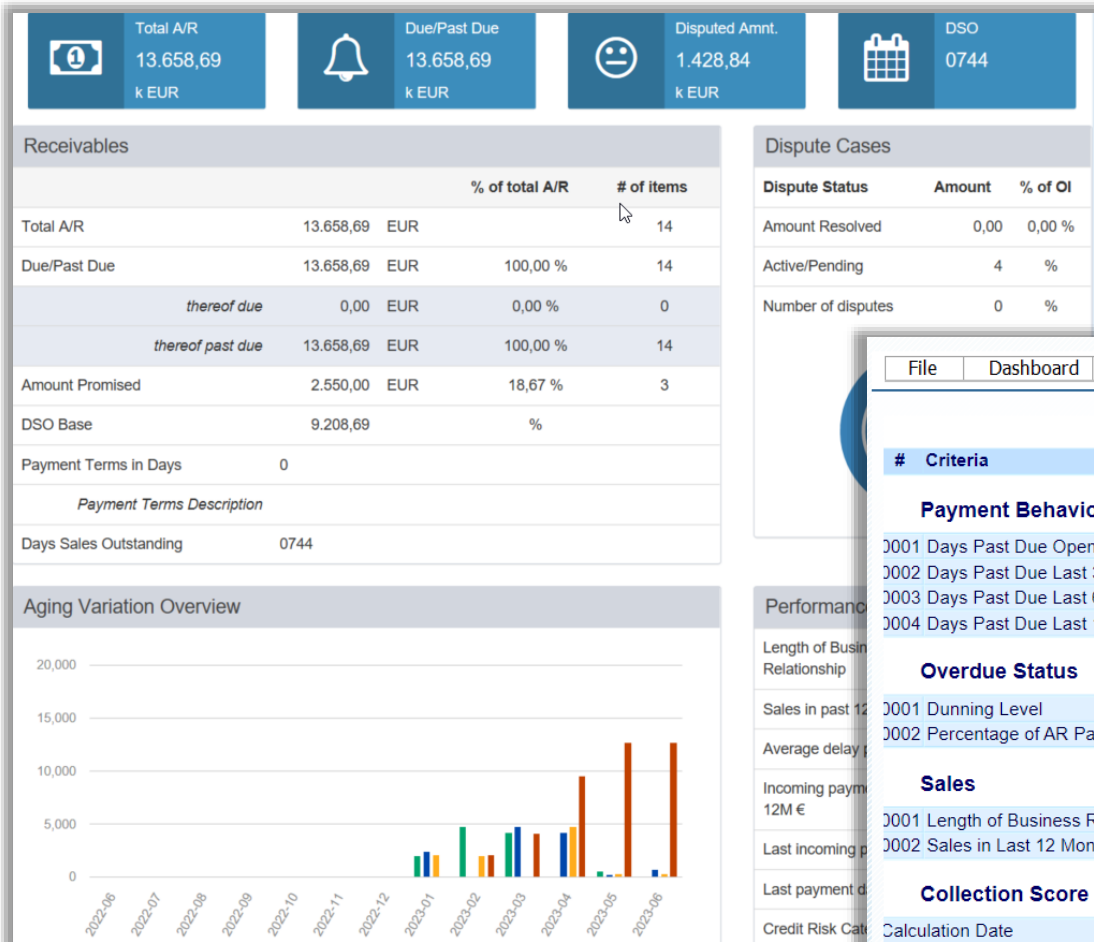 Total A/R
13.658,69
k EUR
Due/Past Due
13.658,69
k EUR
Disputed Amnt.
1.428,84
k EUR
DSO
0744
Receivables
% of total A/R # of items
Total A/R 13.658,69 EUR 14
Due/Past Due 13.658,69 EUR 100,00 % 14
thereof due 0,00 EUR 0,00 % 0
thereof past due 13.658,69 EUR 100,00 % 14
Amount Promised 2.550,00 EUR 18,67 % 3
DSO Base 9.208,69 %
Payment Terms in Days 0
Payment Terms Description
Days Sales Outstanding 0744
Dispute Cases
Dispute Status Amount % of OI
Amount Resolved 0,00 0,00 %
Active/Pending 4 %
Number of disputes 0 %
Aging Variation Overview
20,000
15,000
10,000
5,000
0
2022-06 2022-07 2022-08 2022-09 2022-10 2022-11 2022-12 2023-01 2023-02 2023-03 2023-04 2023-05 2023-06
Performance
Length of
Relationship
Sales in past 12
Average delay
Incoming
12M €
Last incoming
Last payment
Credit Risk
File Dashboard
# Criteria
Payment
0001 Days Past Due Open
0002 Days Past Due Last
0003 Days Past Due Last
0004 Days Past Due Last
Overdue Status
0001 Dunning Level
0002 Percentage of AR
Sales
0001 Length of Business
0002 Sales in Last 12
Collection Score
Calculation Date